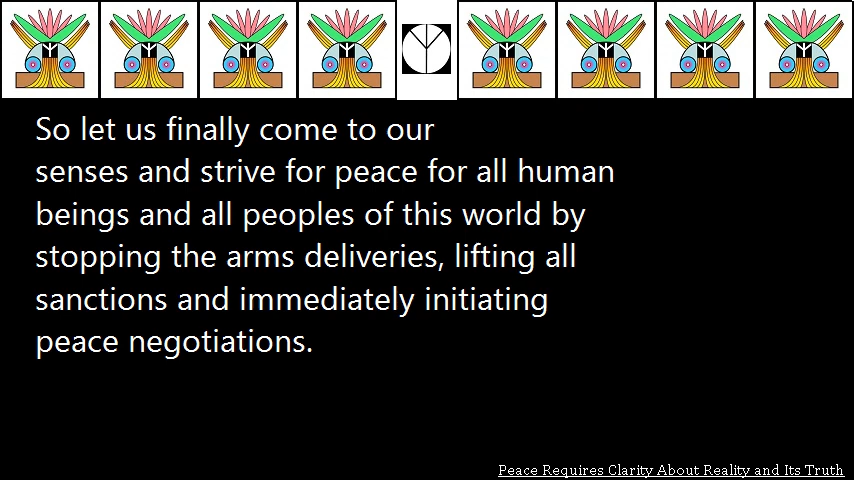 So let us finally come to our
senses and strive for peace for all human
beings and all peoples of this world by
stopping the arms deliveries, lifting all
sanctions and immediately initiating
peace negotiations.
Peace Requires Clarity About Reality and Its Truth